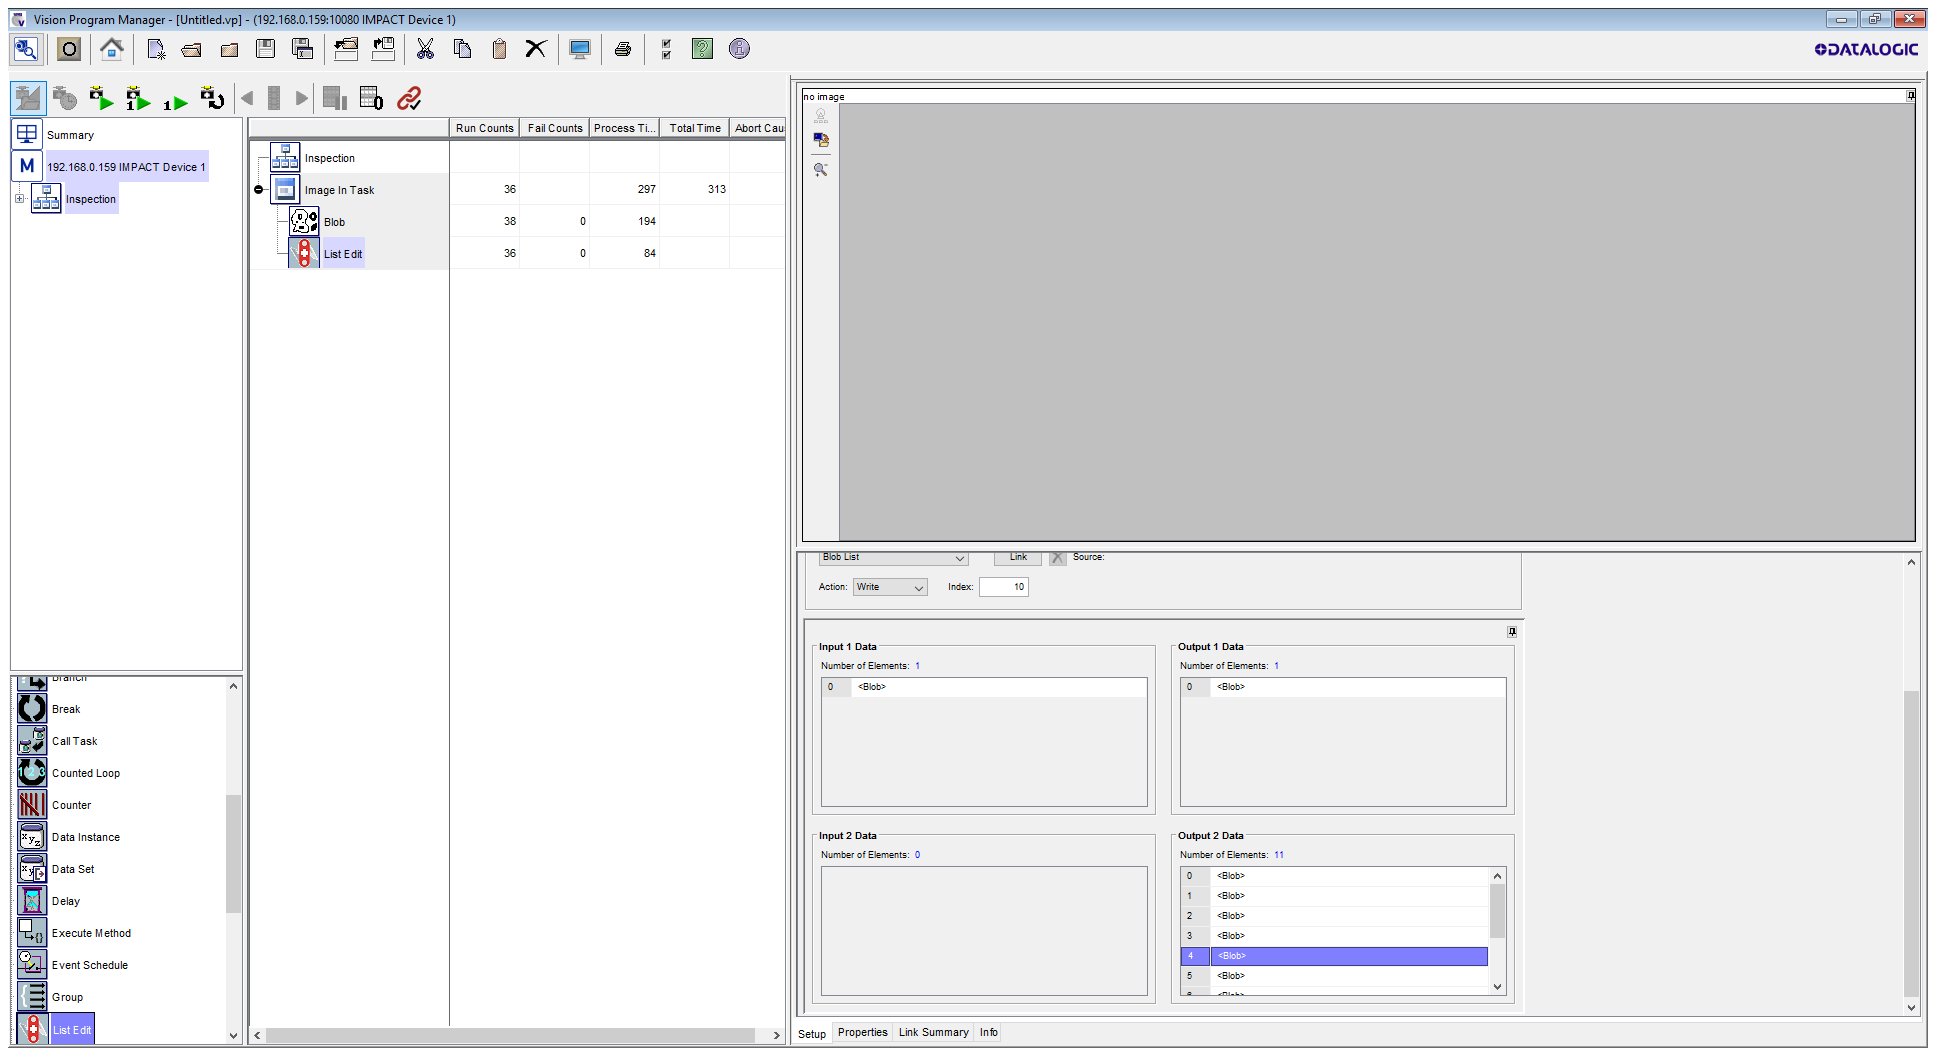 Vision Program Manager - [Untitled.vp] - (192.168.0.159:10080 IMPACT Device 1)
DATALOGIC
Summary
M 192.168.0.159 IMPACT Device 1
Inspection
Run Counts Fail Counts Process Ti... Total Time Abort Cau
Inspection
Image In Task 36 297 313
Blob 38 0 194
List Edit 36 0 84
no image
Blob List Link Source:
Action: Write Index: 10
Input 1 Data
Number of Elements: 1
0 <Blob>
Output 1 Data
Number of Elements: 1
0 <Blob>
Input 2 Data
Number of Elements: 0
Output 2 Data
Number of Elements: 11
0 <Blob>
1 <Blob>
2 <Blob>
3 <Blob>
4 <Blob>
5 <Blob>
6 <Blob>
Branch
Break
Call Task
Counted Loop
Counter
Data Instance
Data Set
Delay
Execute Method
Event Schedule
Group
List Edit
Setup Properties Link Summary Info